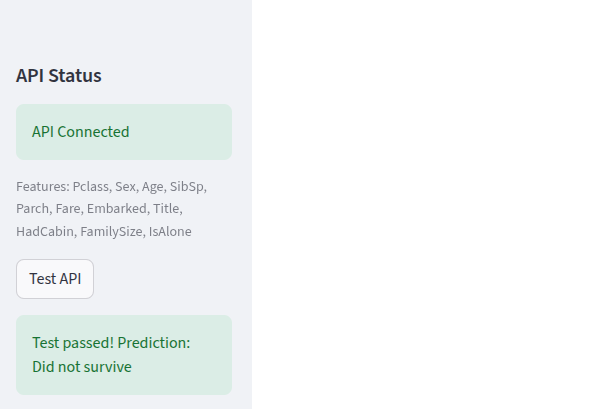 API Status
API Connected
Features: Pclass, Sex, Age, SibSp,
Parch, Fare, Embarked, Title,
HadCabin, FamilySize, IsAlone
Test API
Test passed! Prediction:
Did not survive